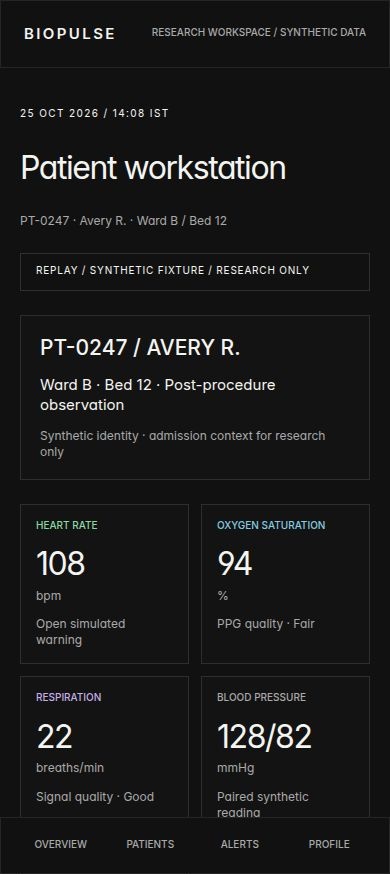 BIOPULSE
RESEARCH WORKSPACE / SYNTHETIC DATA
25 OCT 2026 / 14:08 IST
Patient workstation
PT-0247 · Avery R. · Ward B / Bed 12
REPLAY / SYNTHETIC FIXTURE / RESEARCH ONLY
PT-0247 / AVERY R.
Ward B · Bed 12 · Post-procedure
observation
Synthetic identity · admission context for research
only
HEART RATE
108
bpm
Open simulated
warning
OXYGEN SATURATION
94
%
PPG quality · Fair
RESPIRATION
22
breaths/min
Signal quality · Good
BLOOD PRESSURE
128/82
mmHg
Paired synthetic
reading
OVERVIEW
PATIENTS
ALERTS
PROFILE